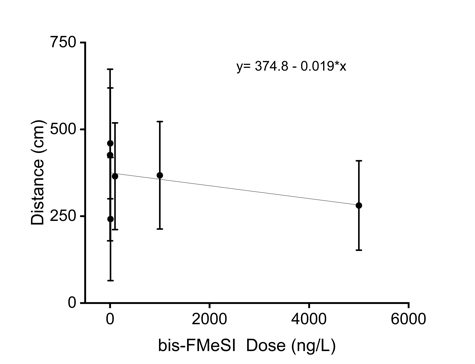 750
y= 374.8 - 0.019*x
500
Distance (cm)
250
0
0 2000 4000 6000
bis-FMeSI Dose (ng/L)